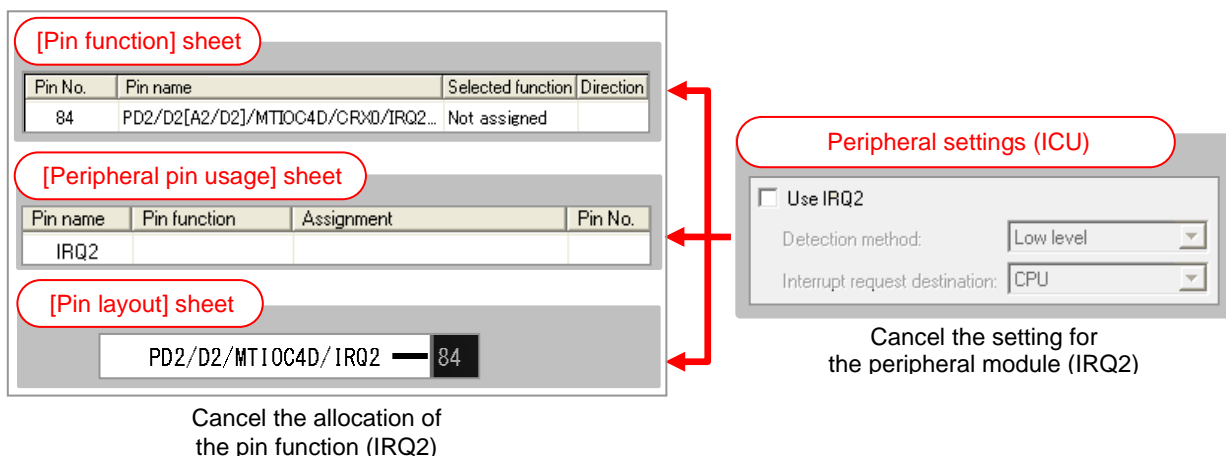 [Pin function] sheet
Pin No. Pin name Selected function Direction
84 PD2/D2[A2/D2]/MTIOC4D/CRX0/IRQ2... Not assigned
[Peripheral pin usage] sheet
Pin name Pin function Assignment Pin No.
IRQ2
[Pin layout] sheet
PD2/D2/MTIOC4D/IRQ2 84
Cancel the allocation of
the pin function (IRQ2)
Peripheral settings (ICU)
Use IRQ2
Detection method: Low level
Interrupt request destination: CPU
Cancel the setting for
the peripheral module (IRQ2)